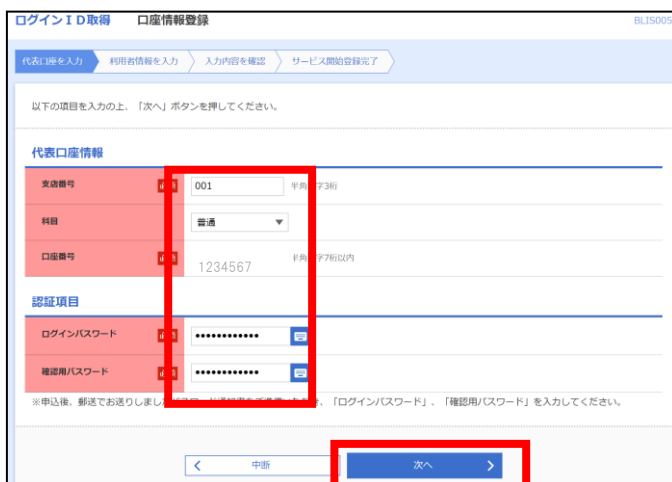 ログインＩＤ取得 口座情報登録 BLIS005
代表口座を入力 利用者情報を入力 入力内容を確認 サービス開始登録完了
以下の項目を入力の上、「次へ」ボタンを押してください。
代表口座情報
支店番号 001 半角 字3桁
科目 普通
口座番号 1234567 字7桁以内
認証項目
ログインパスワード ••••••••••••
確認用パスワード ••••••••••••
※申込後、郵送でお送りしました 、「ログインパスワード」、「確認用パスワード」を入力してください。
中断 次へ